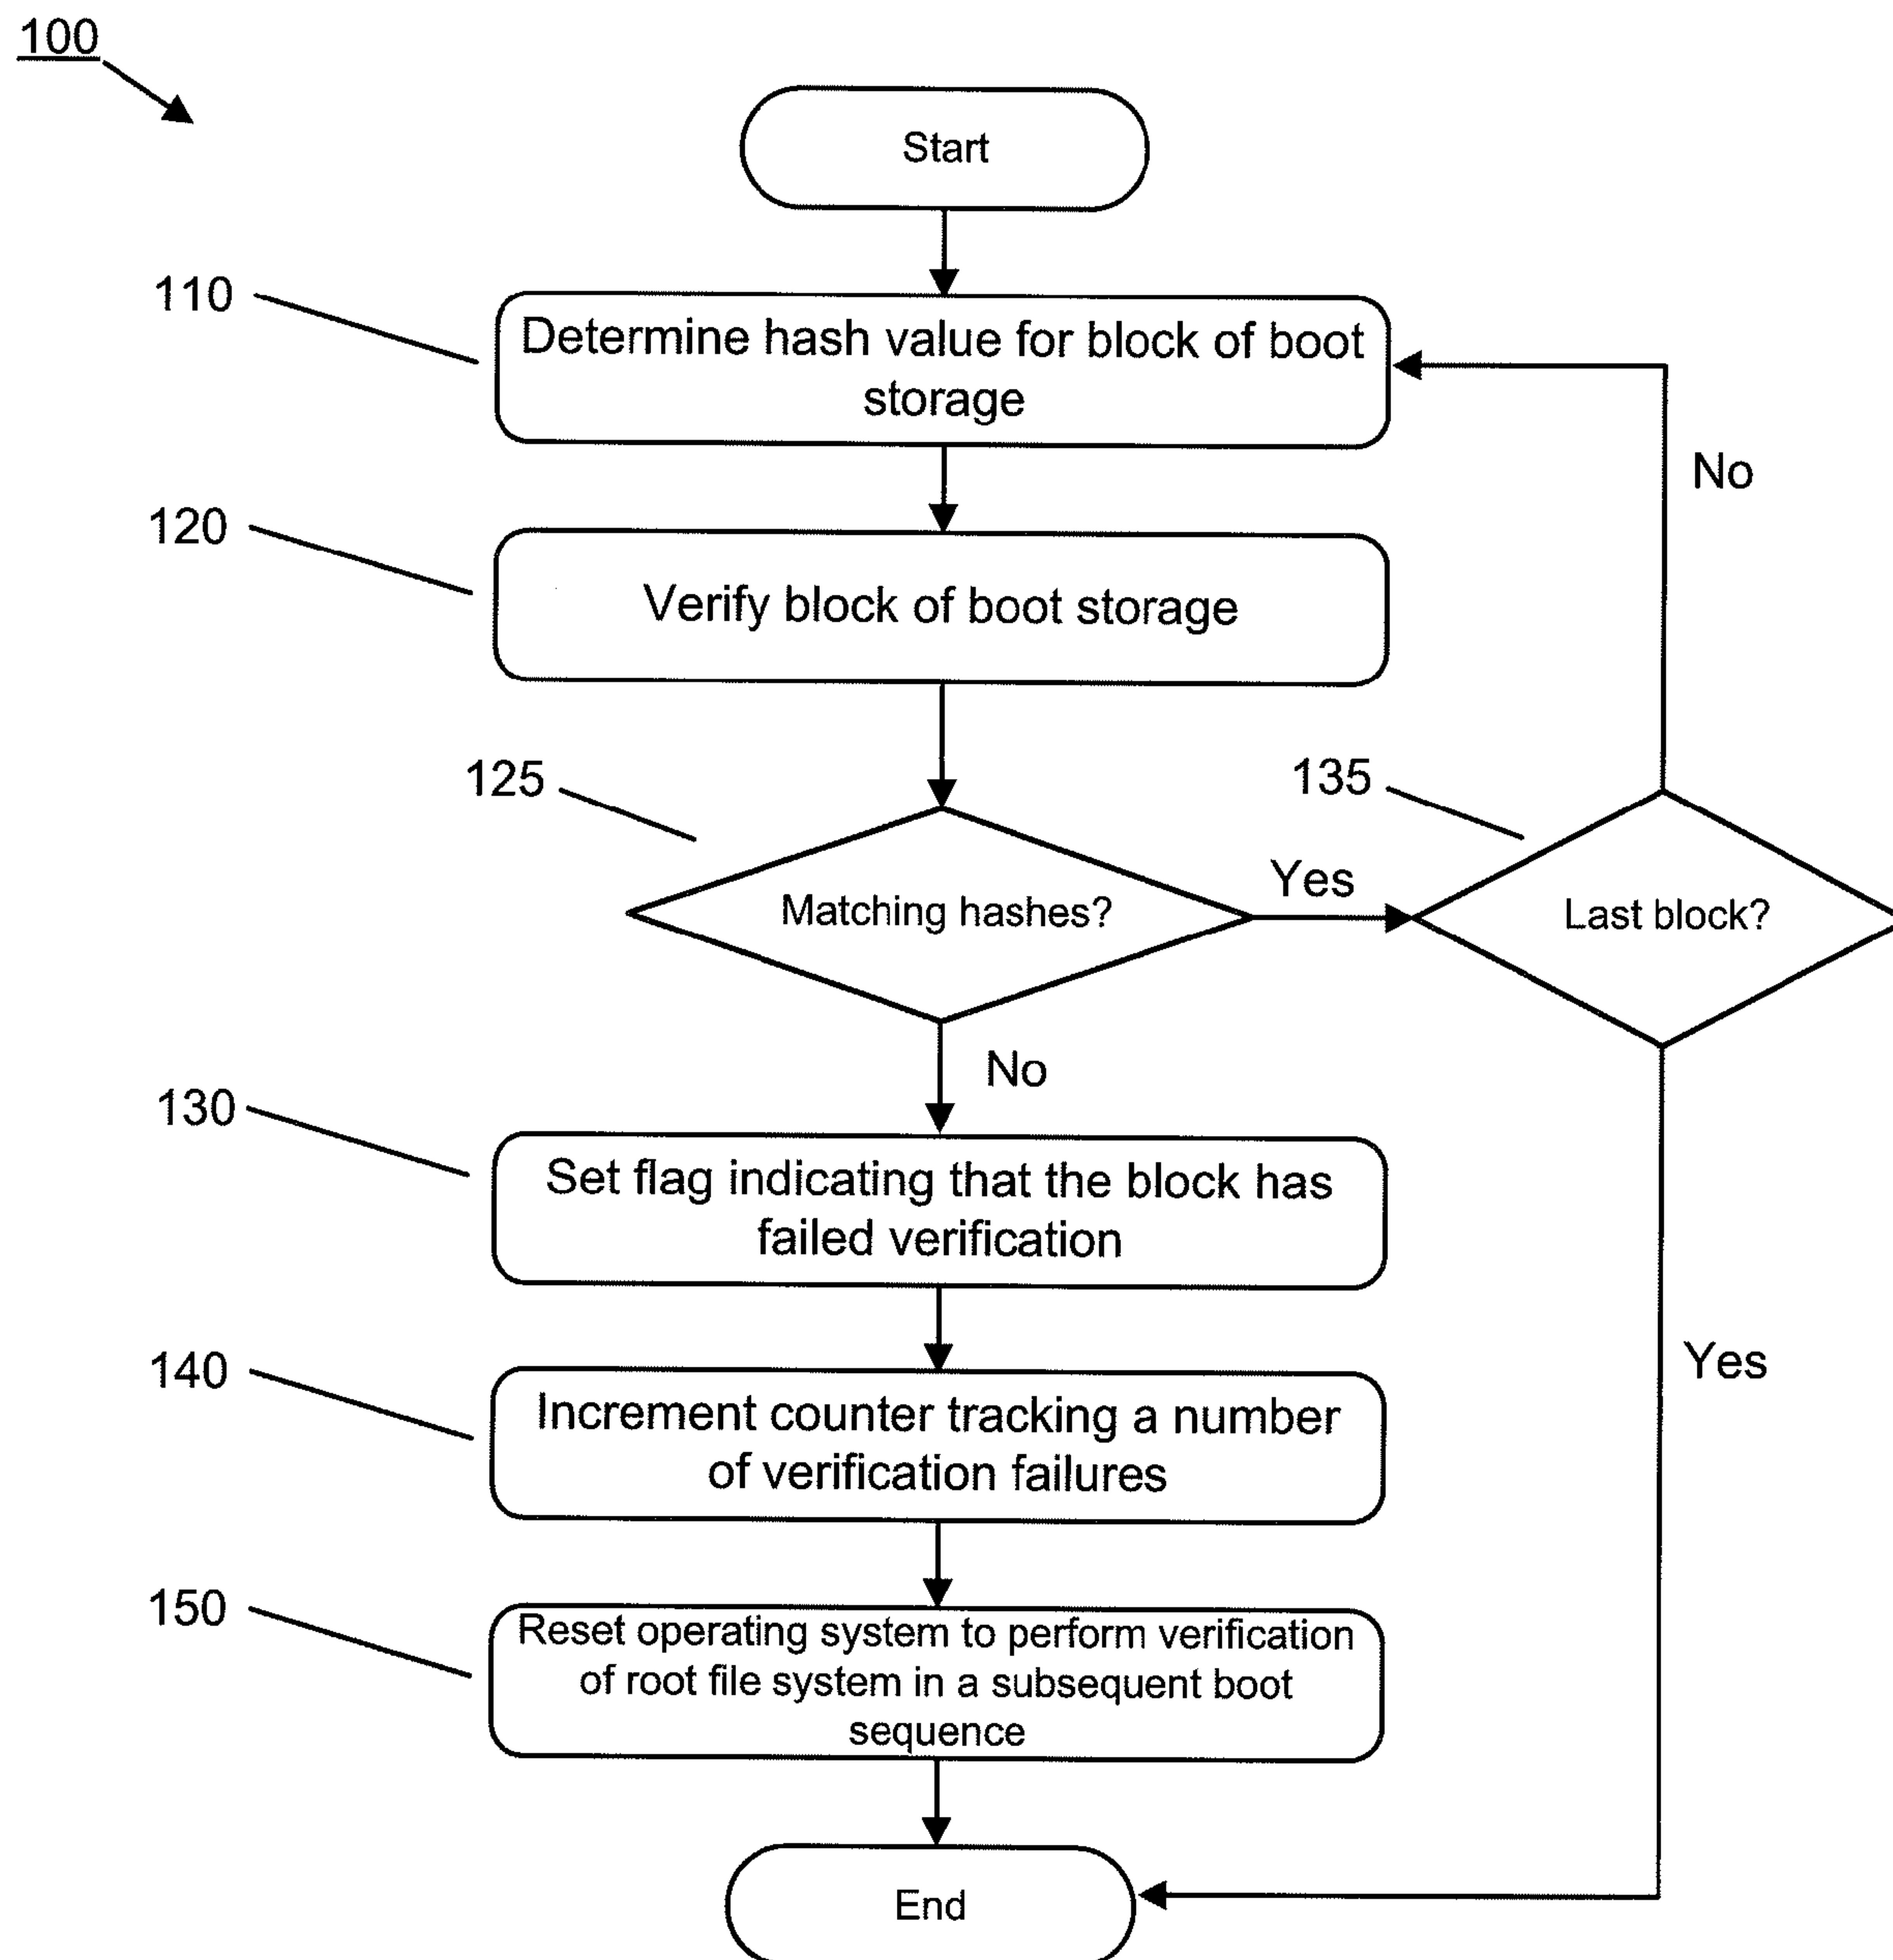 100
Start
110
Determine hash value for block of boot
storage
No
120
Verify block of boot storage
125
135
Matching hashes?
Yes
Last block?
No
130
Set flag indicating that the block has
failed verification
140
Increment counter tracking a number
of verification failures
Yes
150
Reset operating system to perform verification
of root file system in a subsequent boot
sequence
End